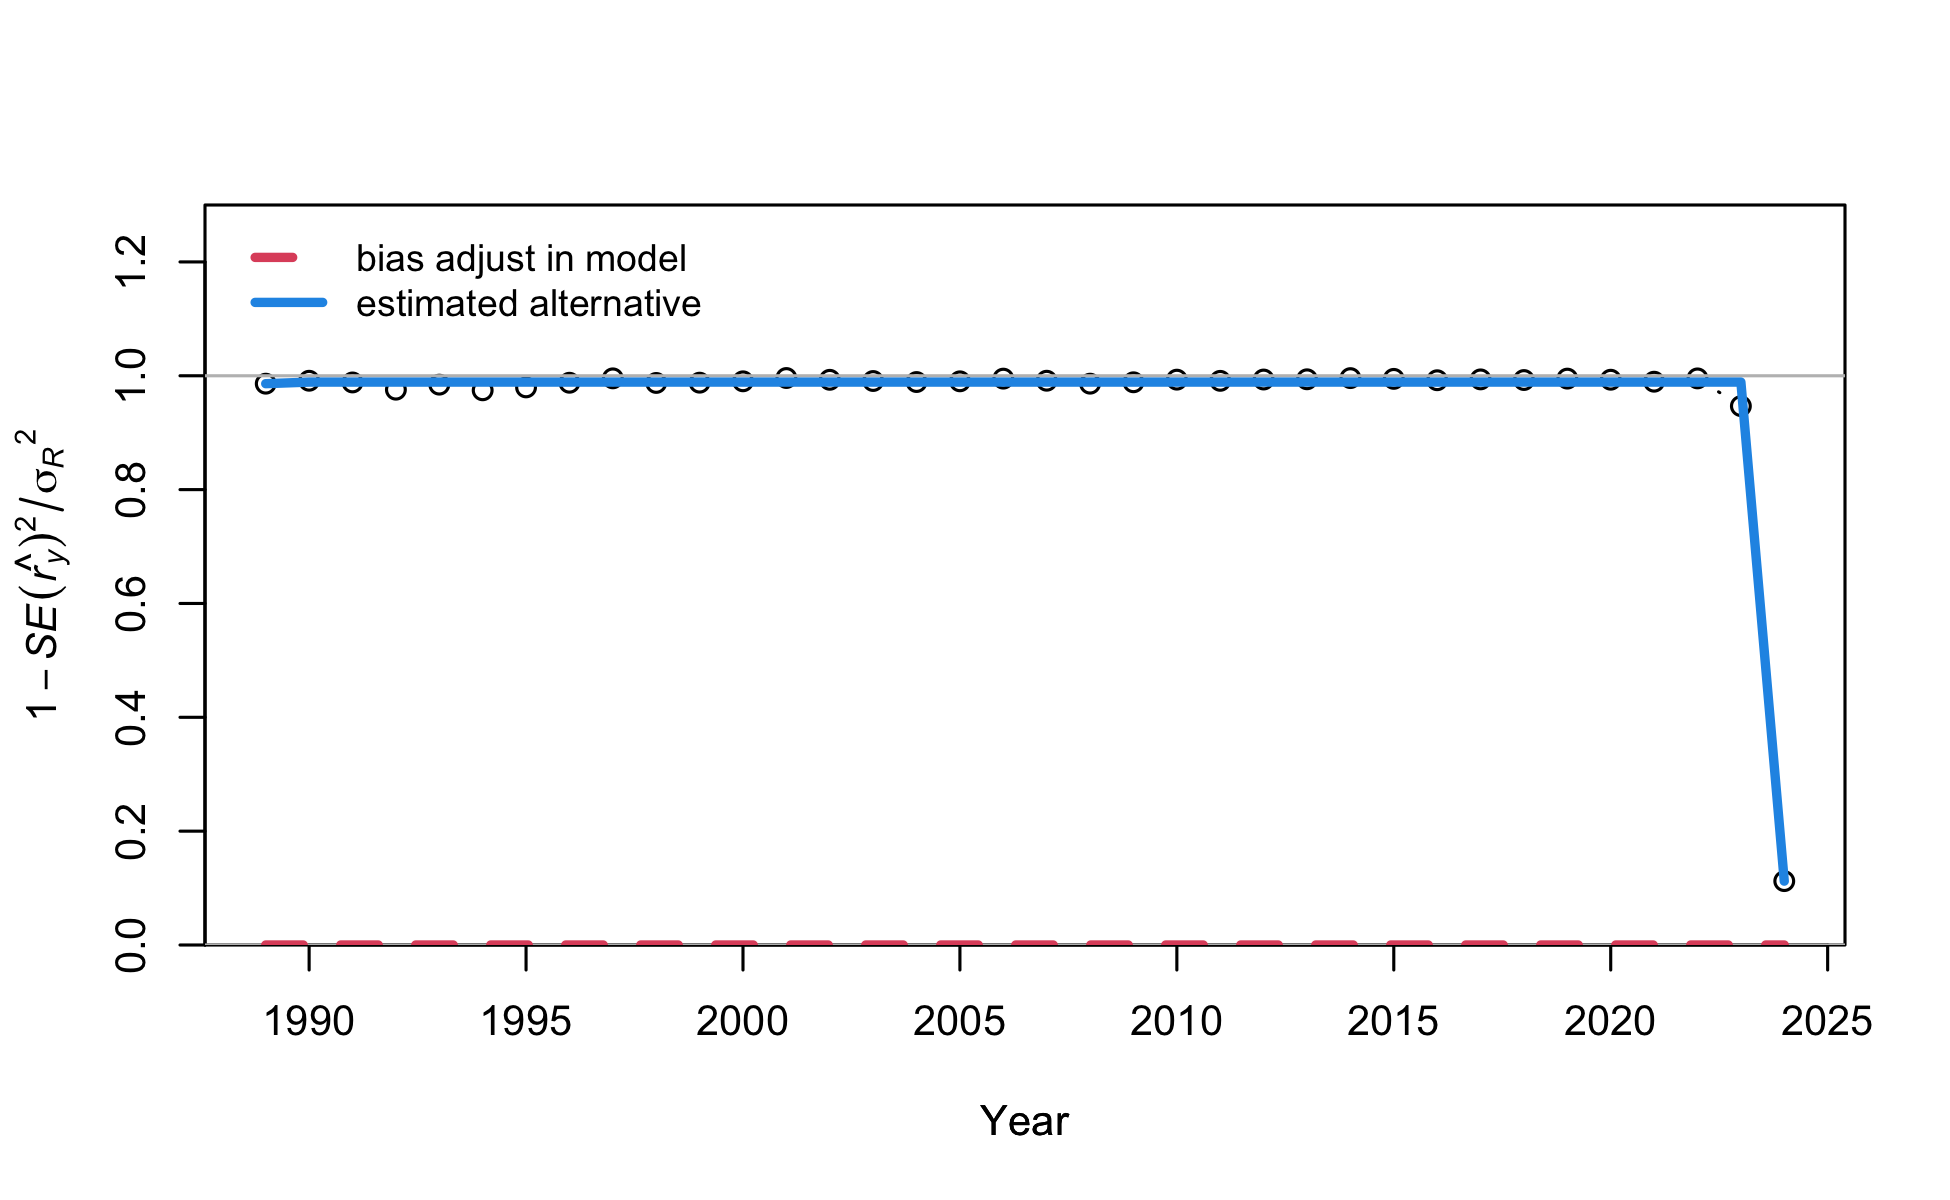 bias adjust in model
estimated alternative
1 − SE(r̂y)²/σR²
1.2
1.0
0.8
0.6
0.4
0.2
0.0
1990 1995 2000 2005 2010 2015 2020 2025
Year